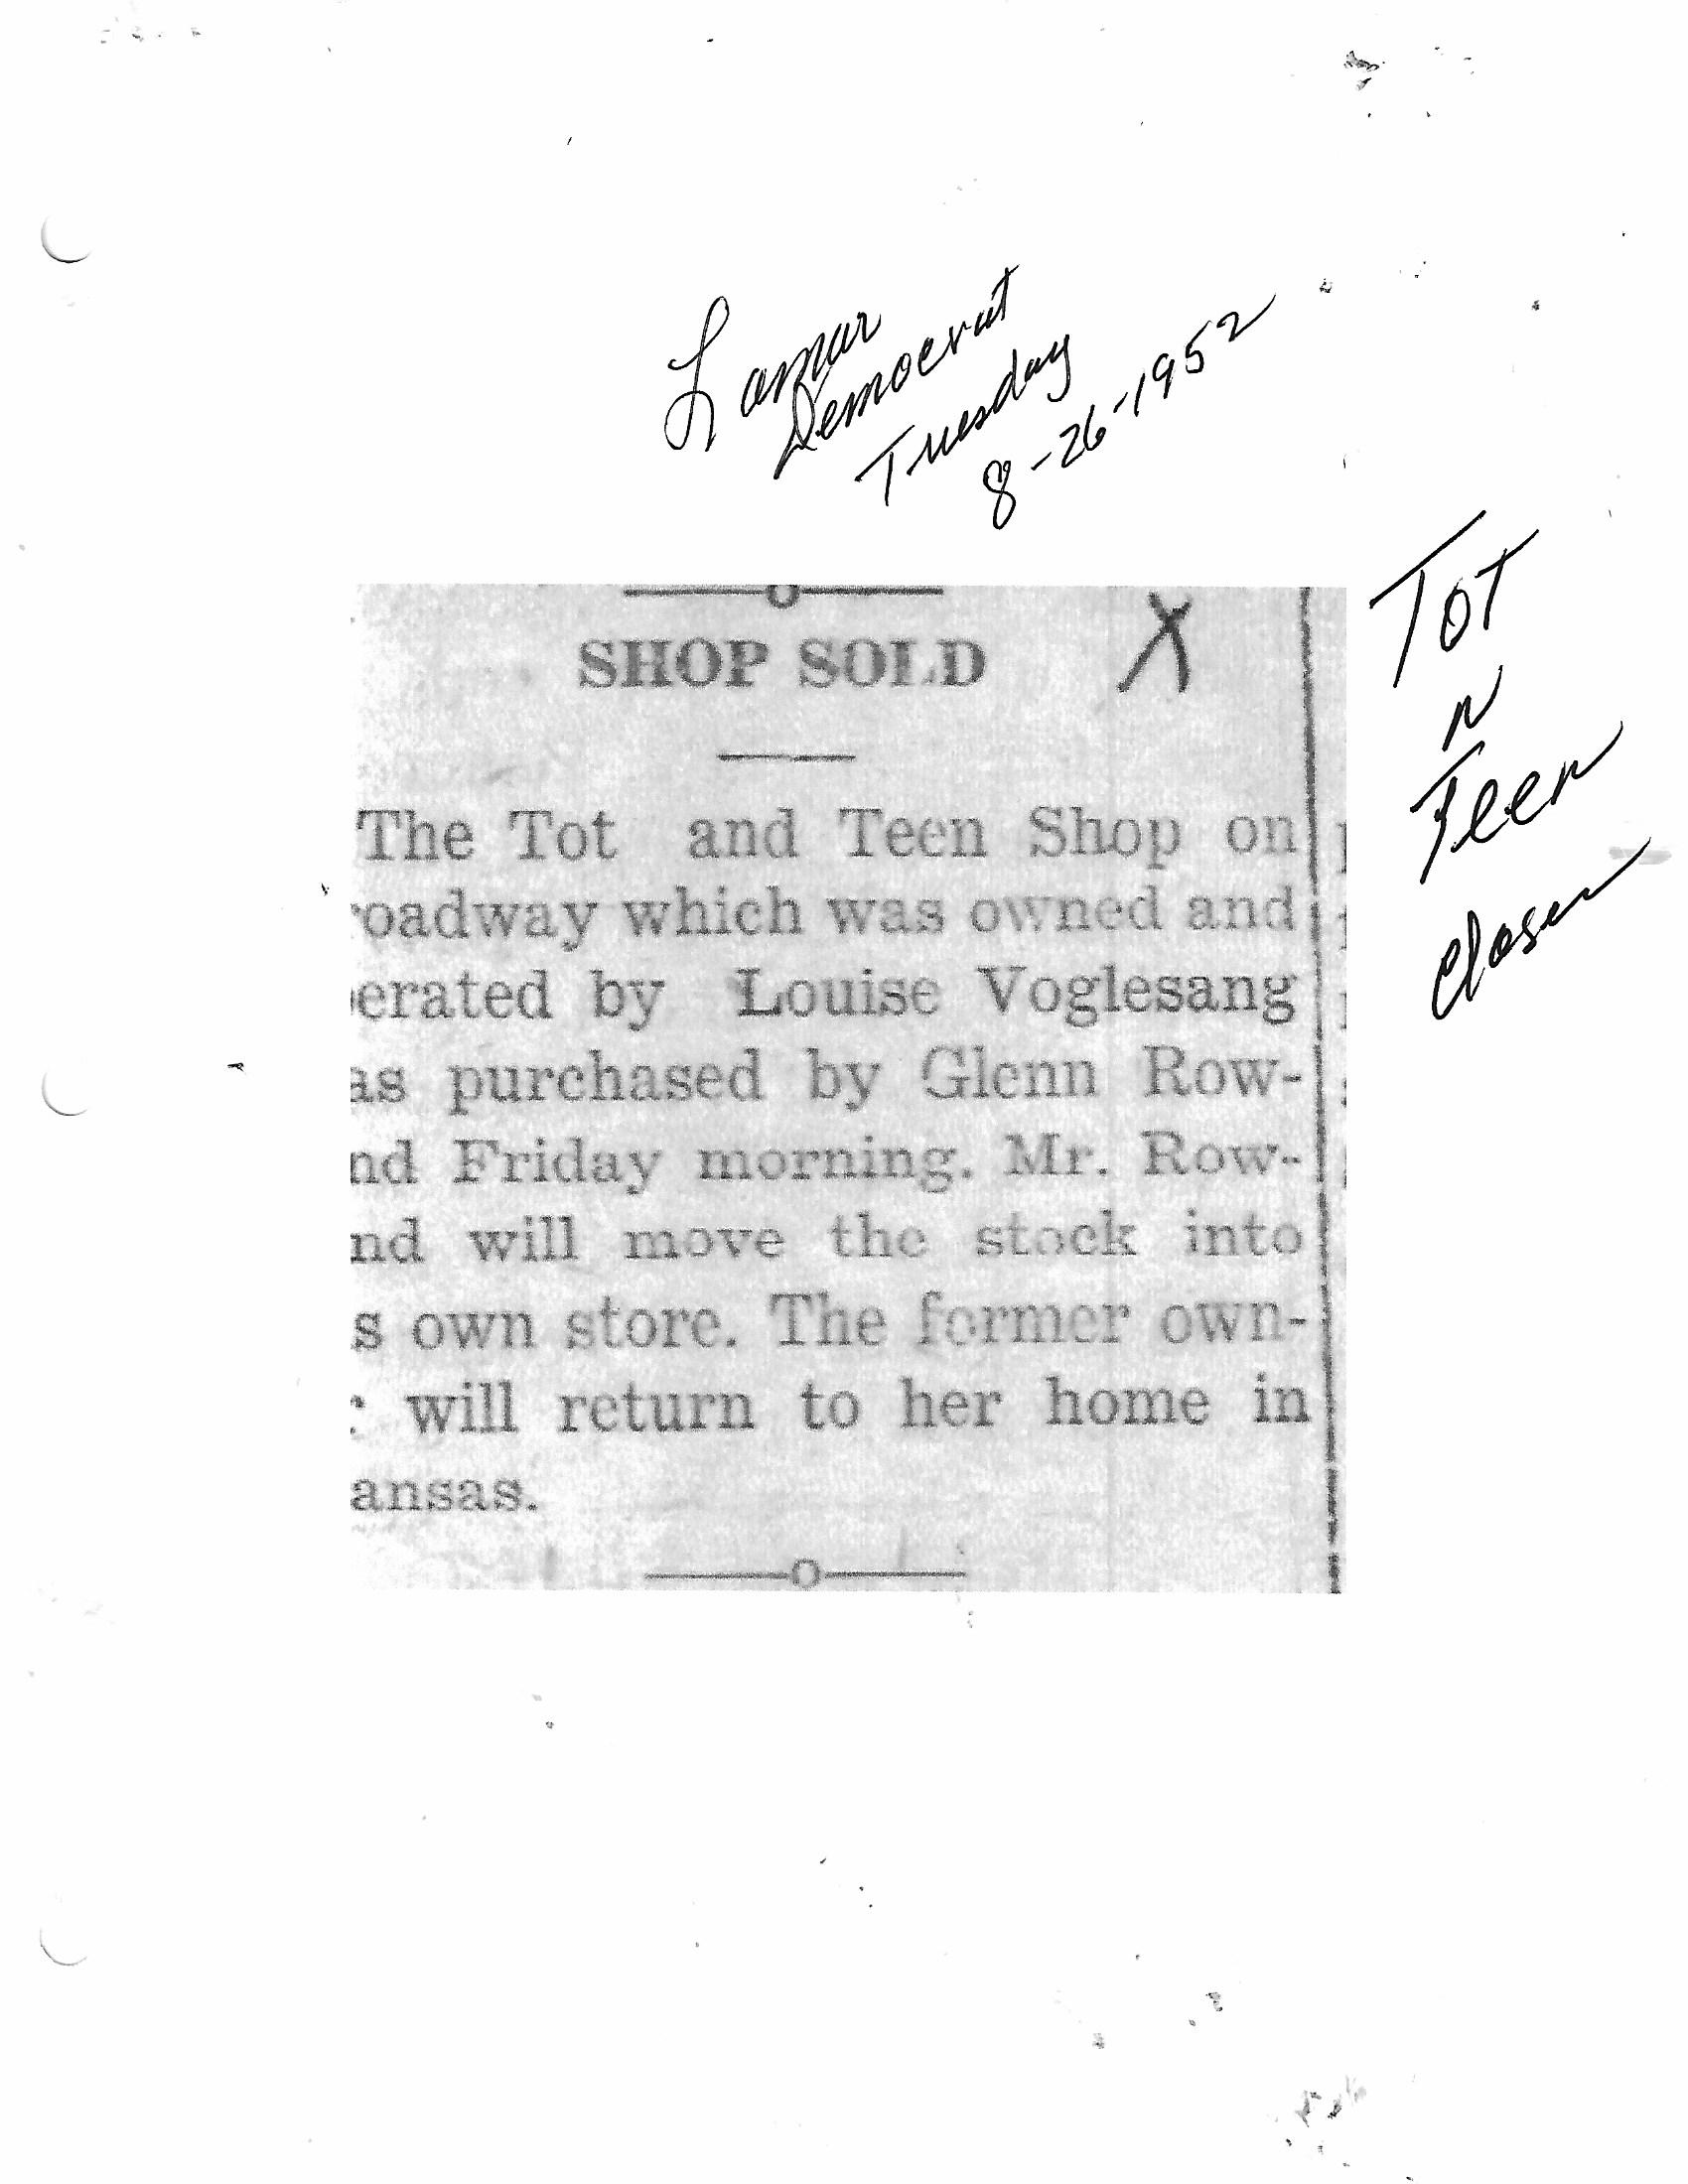 Lamar
Democrat
Tuesday
8-26-1952
Tot
N
Teen
SHOP SOLD
X
The Tot and Teen Shop on
roadway which was owned and
erated by Louise Voglesang
as purchased by Glenn Row-
nd Friday morning. Mr. Row-
nd will move the stock into
s own store. The former own-
will return to her home in
ansas.